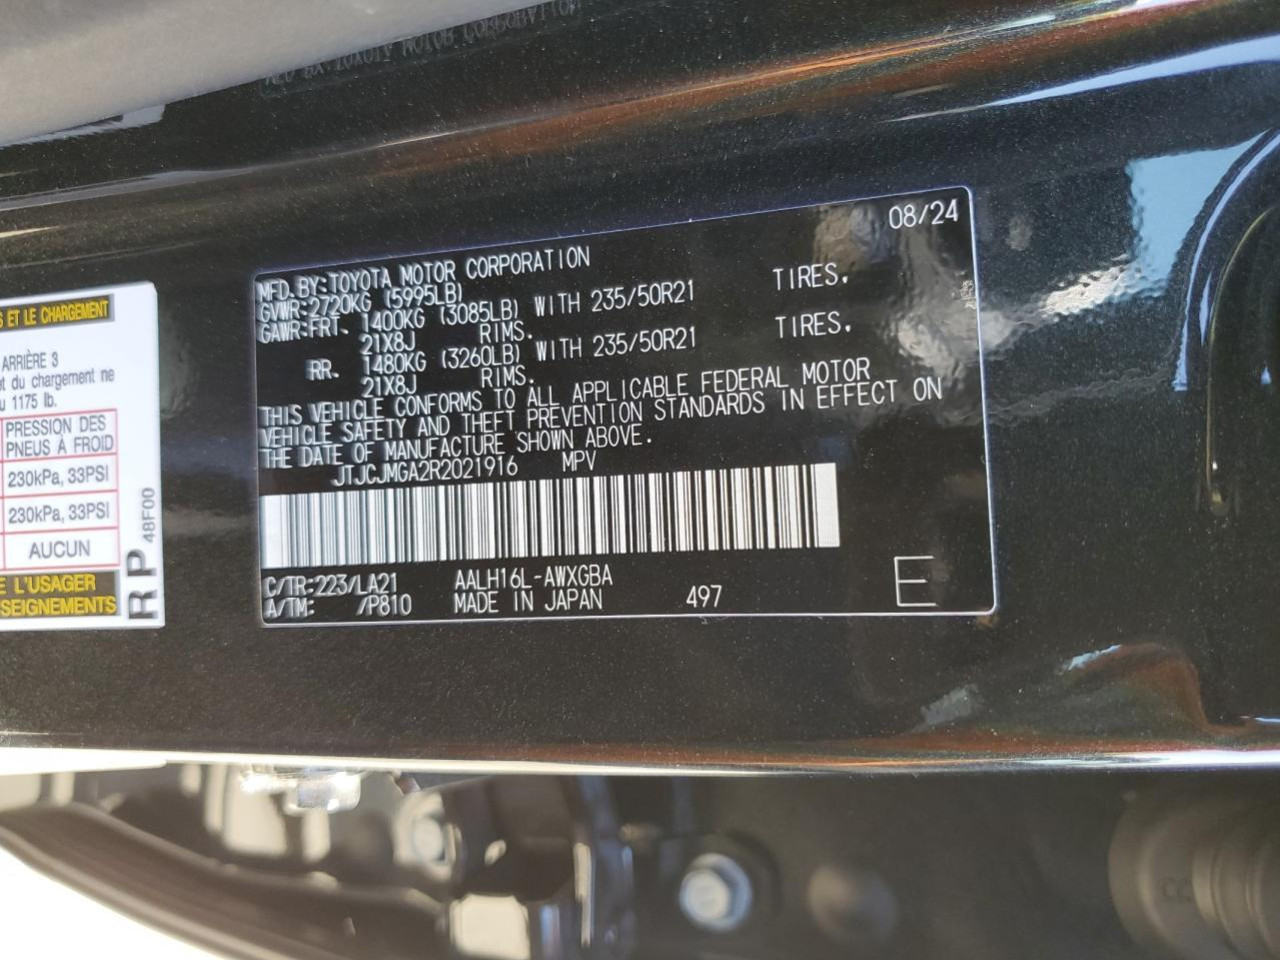 MFD. BY: TOYOTA MOTOR CORPORATION 08/24
GVWR: 2720KG (5995LB)
GAWR: FRT. 1400KG (3085LB) WITH 235/50R21 TIRES.
21X8J RIMS.
RR. 1480KG (3260LB) WITH 235/50R21 TIRES.
21X8J RIMS.
THIS VEHICLE CONFORMS TO ALL APPLICABLE FEDERAL MOTOR
VEHICLE SAFETY AND THEFT PREVENTION STANDARDS IN EFFECT ON
THE DATE OF MANUFACTURE SHOWN ABOVE.
JTJCJMGA2R2021916 MPV
C/TR: 223/LA21 AALH16L-AWXGBA
A/TM: /P810 MADE IN JAPAN 497 E
ET LE CHARGEMENT
ARRIÈRE 3
du chargement ne
1175 lb.
PRESSION DES
PNEUS À FROID
230kPa, 33PSI
230kPa, 33PSI
AUCUN
L'USAGER
RP 48F00